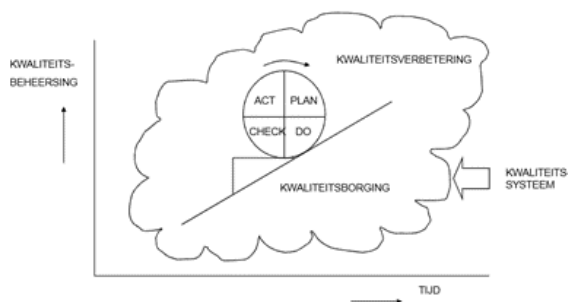 KWALITEITS-
BEHEERSING
KWALITEITSVERBETERING
ACT PLAN
CHECK DO
KWALITEITSBORGING
KWALITEITS-
SYSTEEM
TIJD